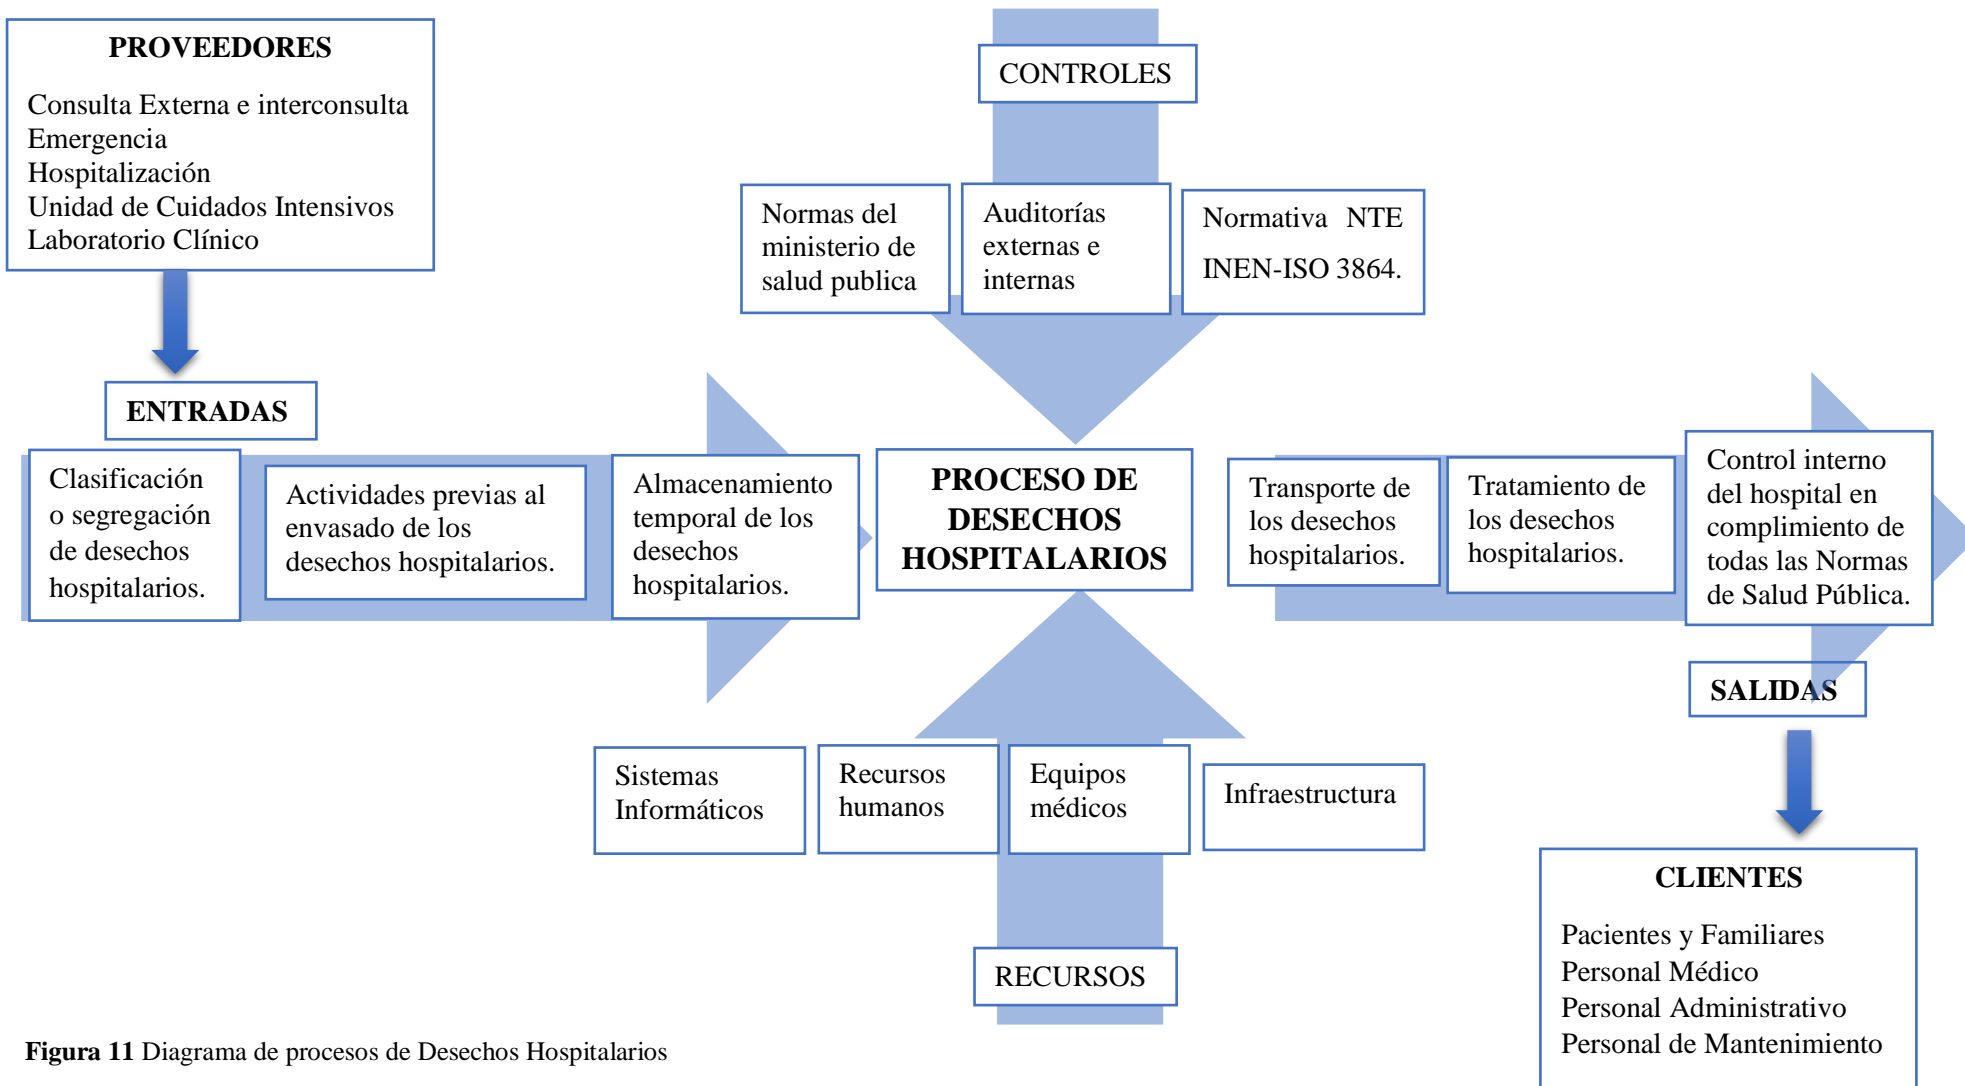 PROVEEDORES
Consulta Externa e interconsulta
Emergencia
Hospitalización
Unidad de Cuidados Intensivos
Laboratorio Clínico
CONTROLES
Normas del
ministerio de
salud publica
Auditorías
externas e
internas
Normativa NTE
INEN-ISO 3864.
ENTRADAS
Clasificación
o segregación
de desechos
hospitalarios.
Actividades previas al
envasado de los
desechos hospitalarios.
Almacenamiento
temporal de los
desechos
hospitalarios.
PROCESO DE
DESECHOS
HOSPITALARIOS
Transporte de
los desechos
hospitalarios.
Tratamiento de
los desechos
hospitalarios.
Control interno
del hospital en
complimiento de
todas las Normas
de Salud Pública.
SALIDAS
Sistemas
Informáticos
Recursos
humanos
Equipos
médicos
Infraestructura
RECURSOS
CLIENTES
Pacientes y Familiares
Personal Médico
Personal Administrativo
Personal de Mantenimiento
Figura 11 Diagrama de procesos de Desechos Hospitalarios